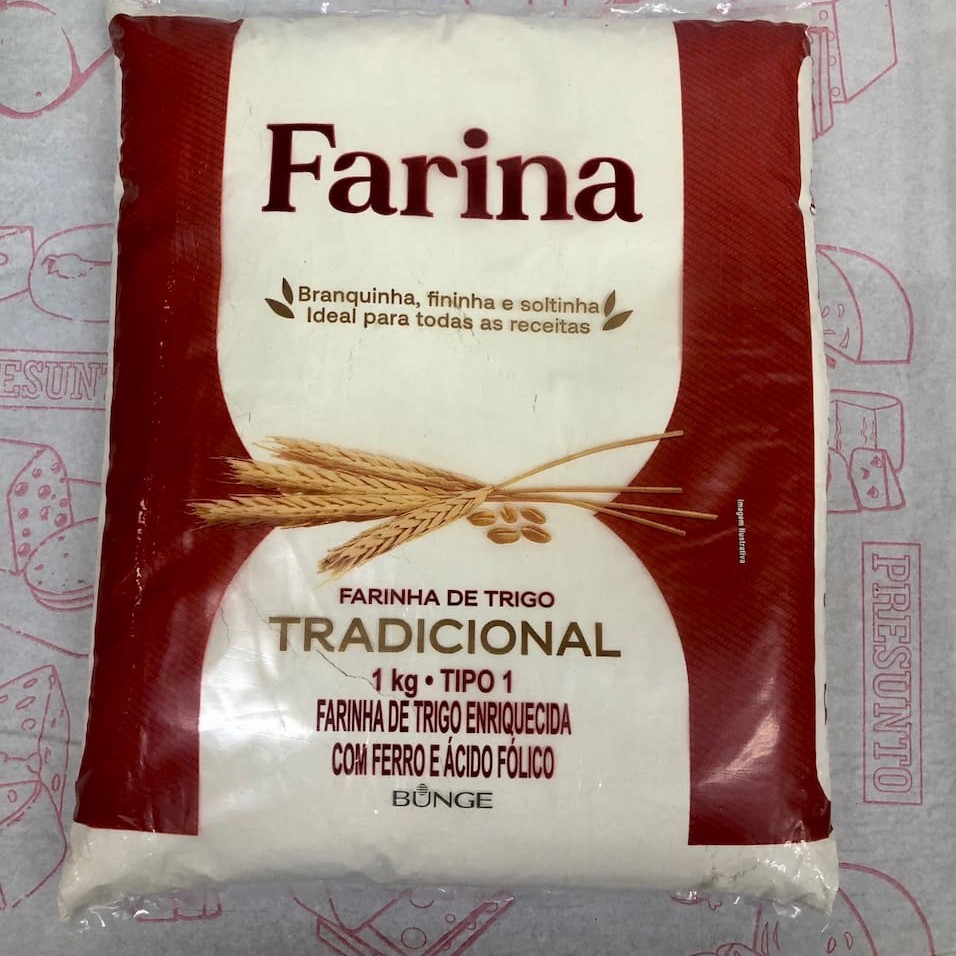 Farina
Branquinha, fininha e soltinha
Ideal para todas as receitas
Imagem Ilustrativa
FARINHA DE TRIGO
TRADICIONAL
1 kg • TIPO 1
FARINHA DE TRIGO ENRIQUECIDA
COM FERRO E ÁCIDO FÓLICO
BUNGE
ESUNT
PRESUNTO